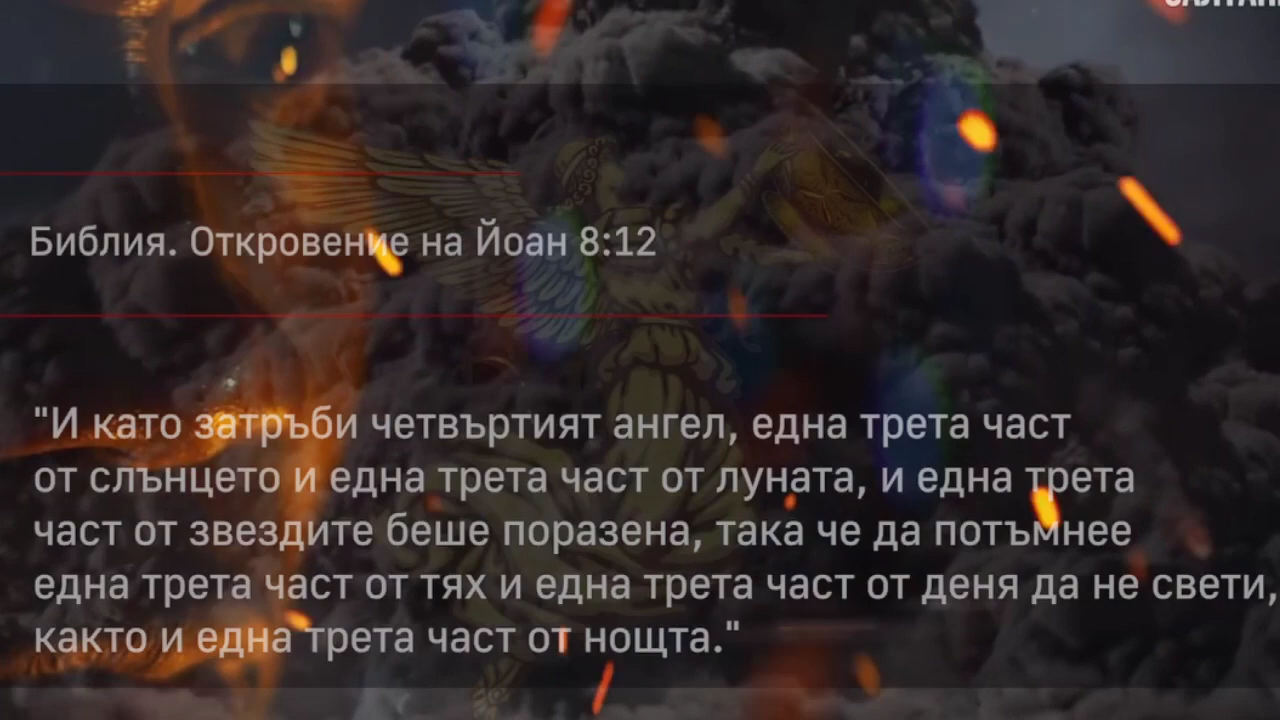 Библия. Откровение на Йоан 8:12
"И като затръби четвъртият ангел, една трета част
от слънцето и една трета част от луната, и една трета
част от звездите беше поразена, така че да потъмнее
една трета част от тях и една трета част от деня да не свети,
както и една трета част от нощта."